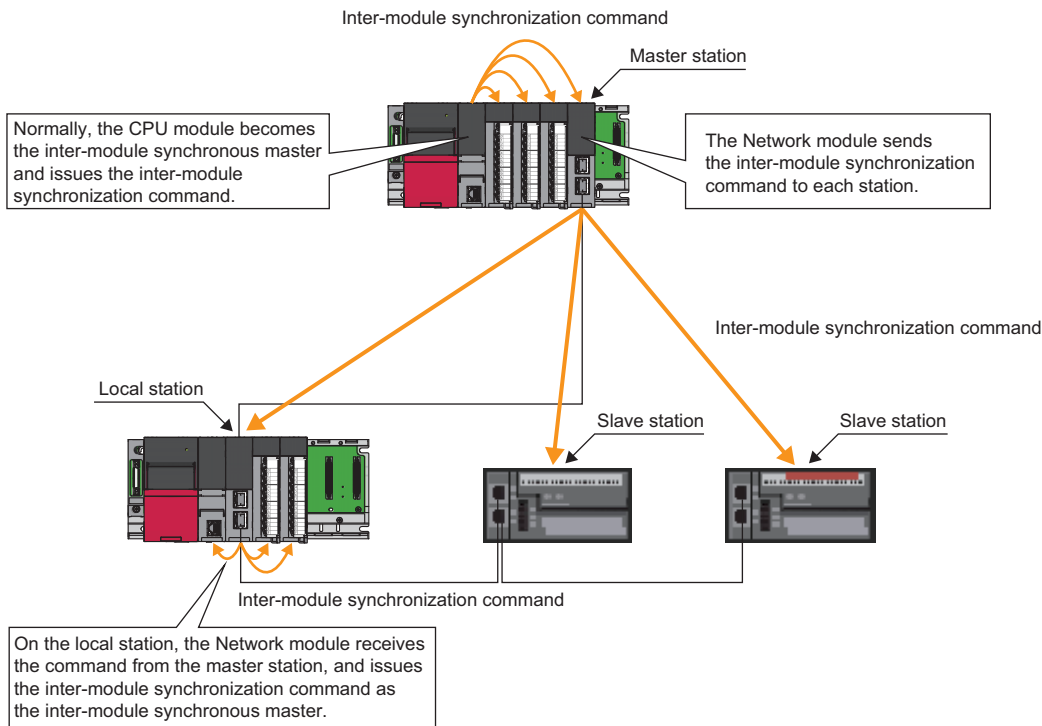 Inter-module synchronization command
Master station
Normally, the CPU module becomes
the inter-module synchronous master
and issues the inter-module
synchronization command.
The Network module sends
the inter-module synchronization
command to each station.
Inter-module synchronization command
Local station
Slave station
Slave station
Inter-module synchronization command
On the local station, the Network module receives
the command from the master station, and issues
the inter-module synchronization command as
the inter-module synchronous master.